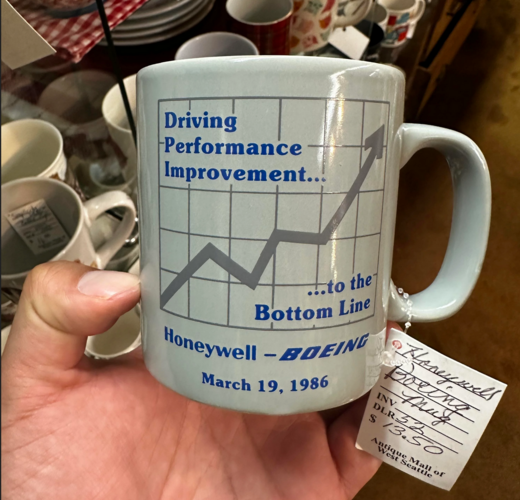 Driving
Performance
Improvement...
...to the
Bottom Line
Honeywell – BOEING
March 19, 1986
Honeywell
Boeing
INV Mug
DLR 53
$ 13.50
Antique Mall of
West Seattle